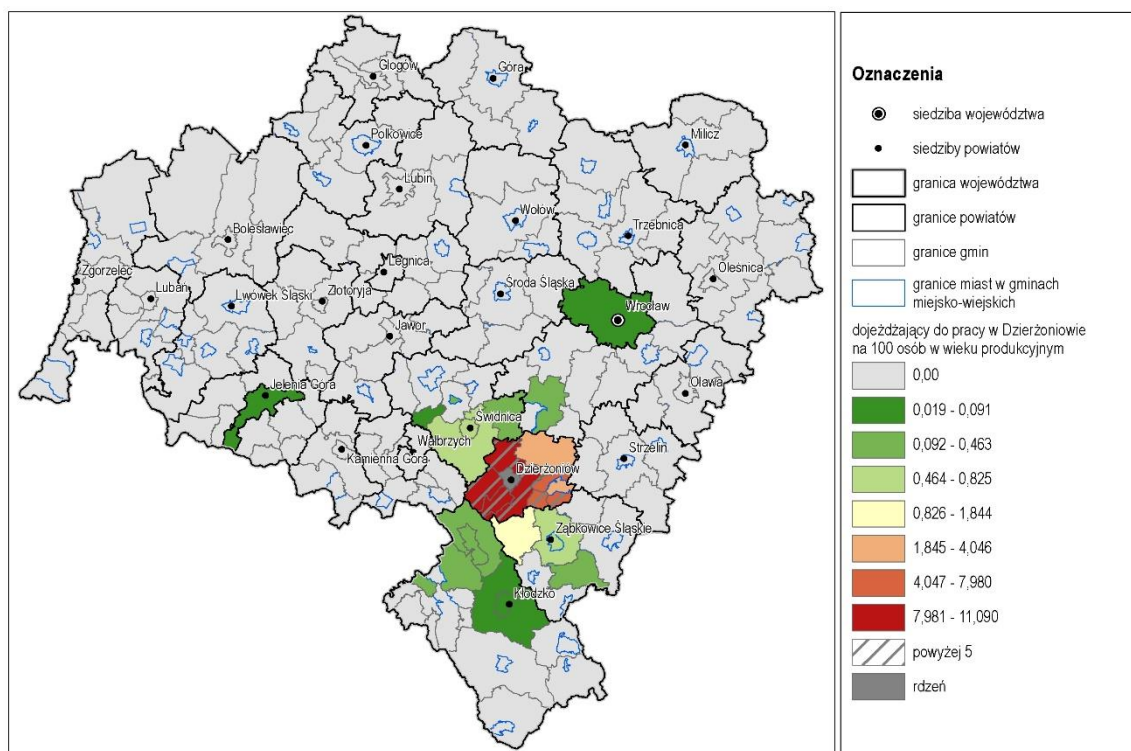 Głogów
Góra
Polkowice
Milicz
Lubin
Wołów
Trzebnica
Bolesławiec
Zgorzelec
Lubań
Legnica
Oleśnica
Lwówek Śląski
Złotoryja
Środa Śląska
Wrocław
Jawor
Jelenia Góra
Oława
Świdnica
Wałbrzych
Kamienna Góra
Strzelin
Dzierżoniów
Ząbkowice Śląskie
Kłodzko
Oznaczenia
siedziba województwa
siedziby powiatów
granica województwa
granice powiatów
granice gmin
granice miast w gminach
miejsko-wiejskich
dojeżdżający do pracy w Dzierżoniowie
na 100 osób w wieku produkcyjnym
0,00
0,019 - 0,091
0,092 - 0,463
0,464 - 0,825
0,826 - 1,844
1,845 - 4,046
4,047 - 7,980
7,981 - 11,090
powyżej 5
rdzeń